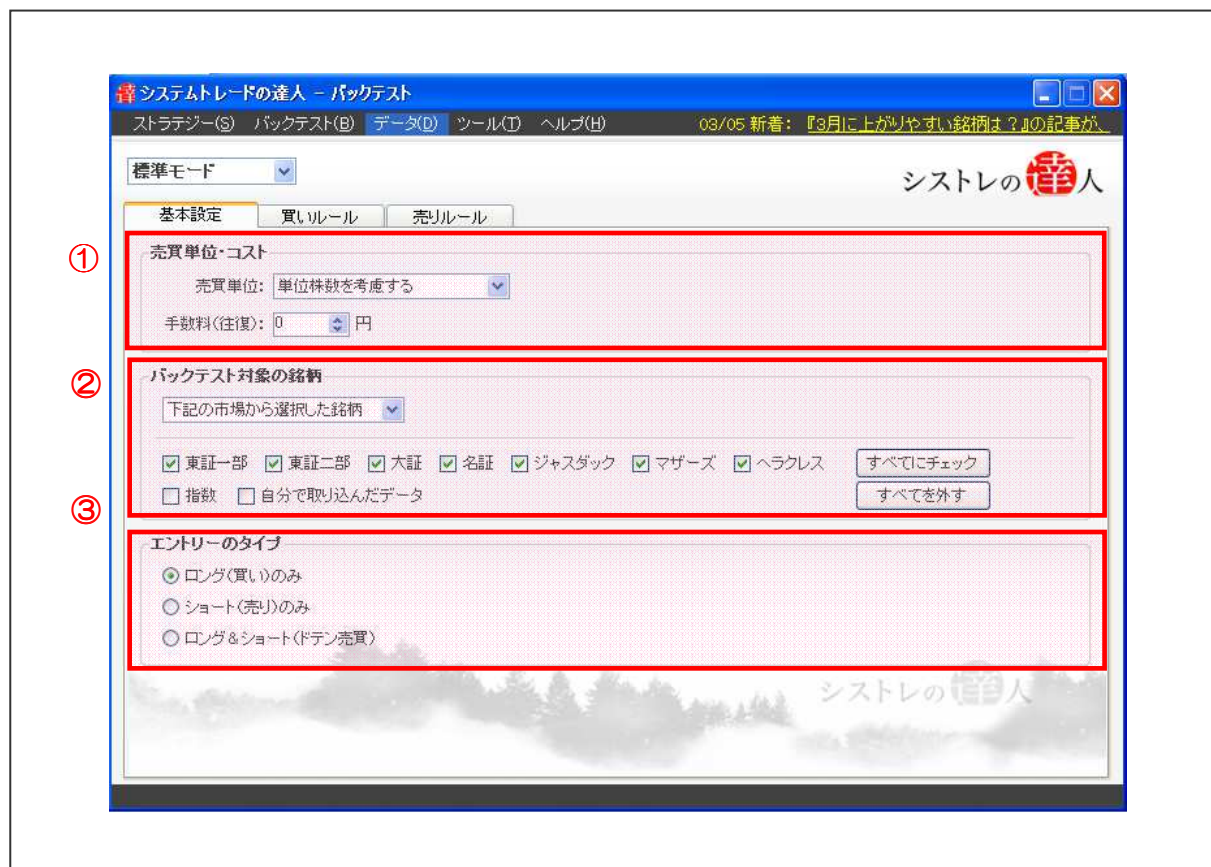 システムトレードの達人 － バックテスト
ストラテジー(S) バックテスト(B) データ(D) ツール(T) ヘルプ(H) 03/05 新着： 『3月に上がりやすい銘柄は？』の記事が、
標準モード
シストレの達人
基本設定 買いルール 売りルール
①
売買単位・コスト
売買単位： 単位株数を考慮する
手数料(往復)： 0 円
②
バックテスト対象の銘柄
下記の市場から選択した銘柄
東証一部 東証二部 大証 名証 ジャスダック マザーズ ヘラクレス すべてにチェック
指数 自分で取り込んだデータ すべてを外す
③
エントリーのタイプ
ロング(買い)のみ
ショート(売り)のみ
ロング＆ショート(ドテン売買)
シストレの達人